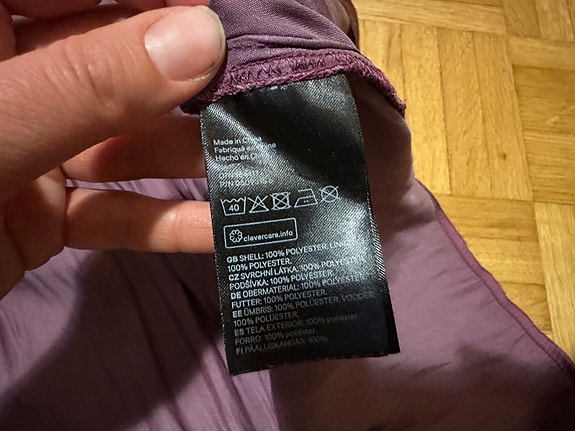 Made in China
Fabriqué en Chine
Hecho en
40
clevercare.info
GB SHELL: 100% POLYESTER. LINING:
100% POLYESTER.
CZ SVRCHNÍ LÁTKA: 100% POLYESTER.
PODŠÍVKA: 100% POLYESTER.
DE OBERMATERIAL: 100% POLYESTER.
FUTTER: 100% POLYESTER.
EE ÜMBRIS: 100% POLÜESTER. VOODER:
100% POLÜESTER.
ES TELA EXTERIOR: 100% poliéster.
FORRO: 100% poliéster.
FI PÄÄLLISKANGAS: 100%